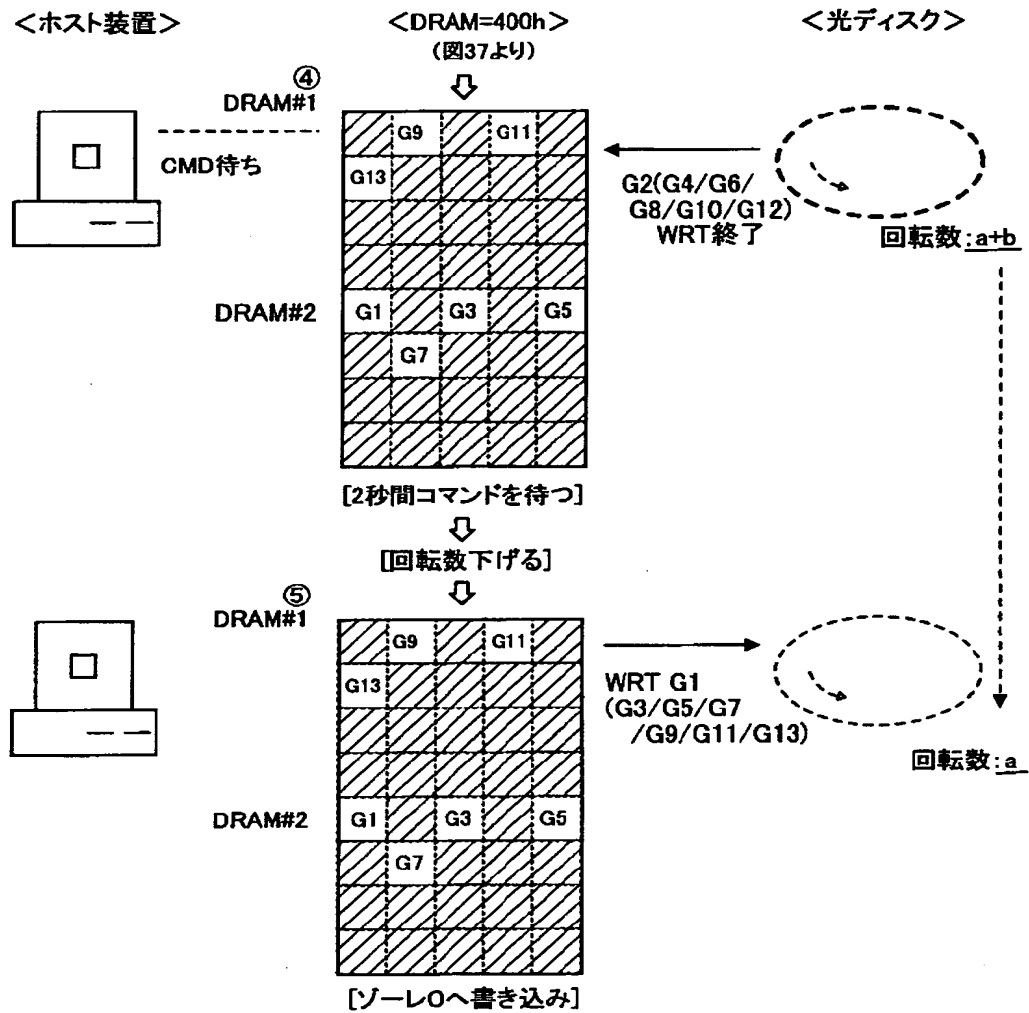 <ホスト装置>
<DRAM=400h>
(図37より)
<光ディスク>
④
DRAM#1
CMD待ち
G9 G11
G13
G2(G4/G6/
G8/G10/G12)
WRT終了
回転数:a+b
DRAM#2
G1 G3 G5
G7
[2秒間コマンドを待つ]
[回転数下げる]
⑤
DRAM#1
G9 G11
G13
WRT G1
(G3/G5/G7
/G9/G11/G13)
回転数:a
DRAM#2
G1 G3 G5
G7
[ゾーレ0へ書き込み]